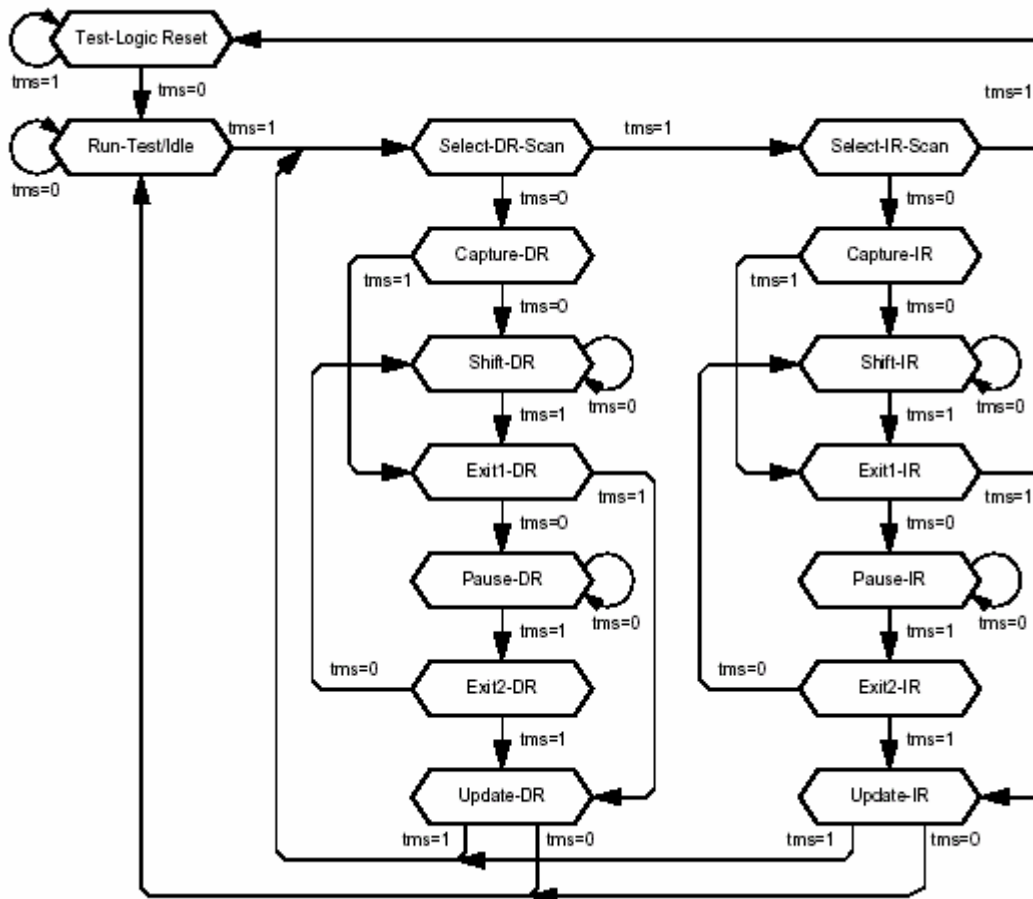 Test-Logic Reset
tms=1
tms=0
tms=1
Run-Test/Idle
tms=1
Select-DR-Scan
tms=1
Select-IR-Scan
tms=0
tms=0
tms=0
Capture-DR
Capture-IR
tms=1
tms=1
tms=0
tms=0
Shift-DR
Shift-IR
tms=0
tms=0
tms=1
tms=1
Exit1-DR
Exit1-IR
tms=1
tms=1
tms=0
tms=0
Pause-DR
Pause-IR
tms=0
tms=0
tms=1
tms=1
tms=0
tms=0
Exit2-DR
Exit2-IR
tms=1
tms=1
Update-DR
Update-IR
tms=1
tms=0
tms=1
tms=0